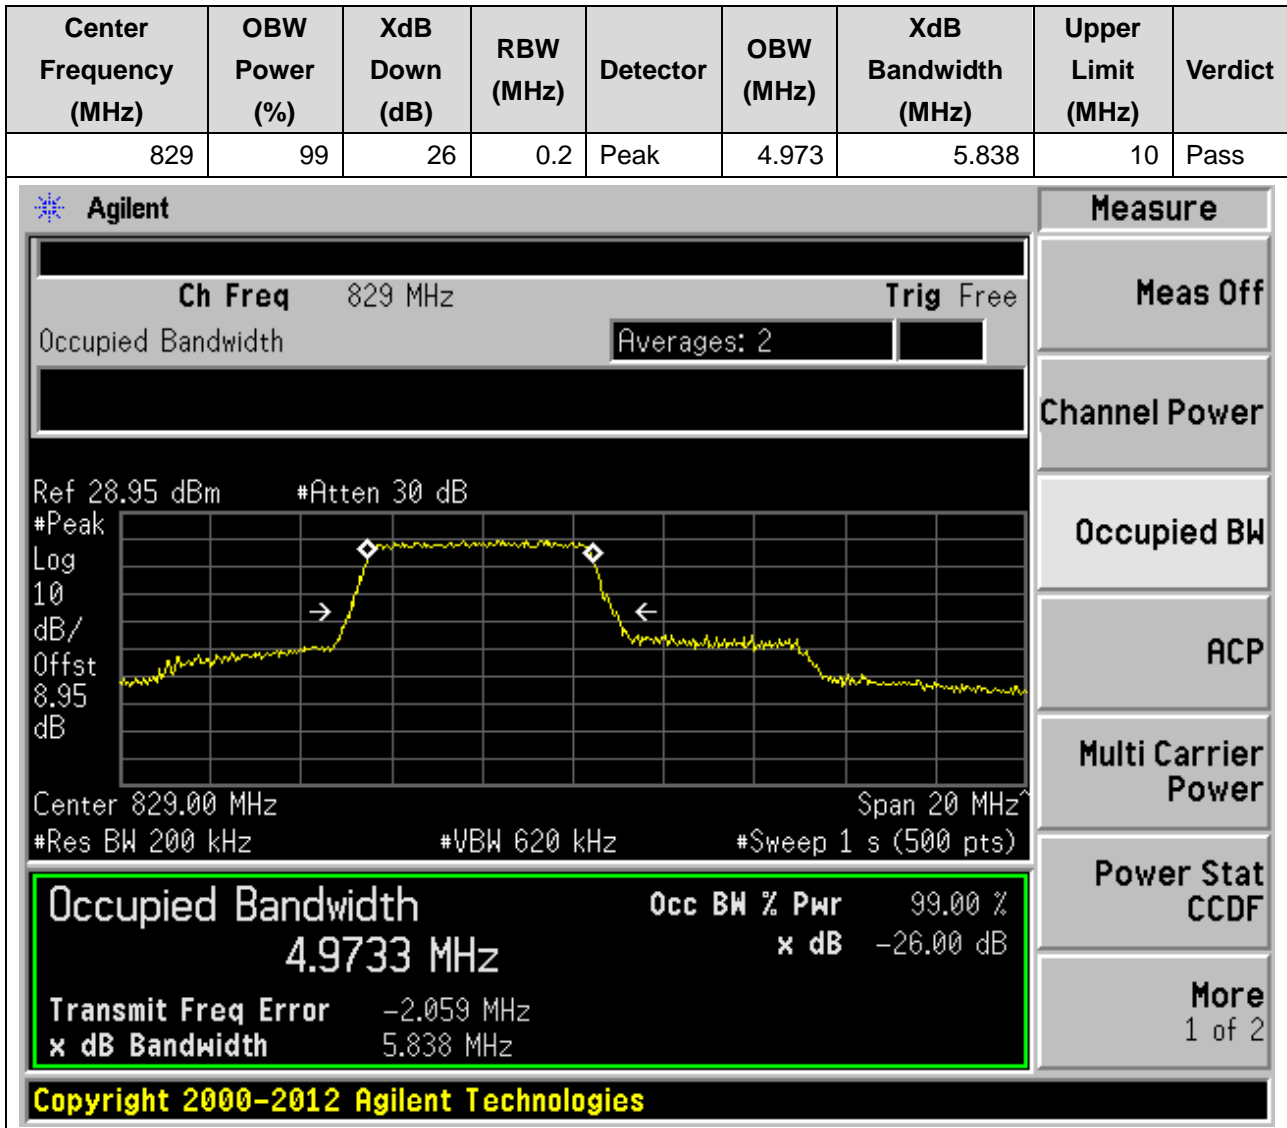 Center Frequency (MHz) OBW Power (%) XdB Down (dB) RBW (MHz) Detector OBW (MHz) XdB Bandwidth (MHz) Upper Limit (MHz) Verdict
829 99 26 0.2 Peak 4.973 5.838 10 Pass
Agilent
Measure
Ch Freq 829 MHz Trig Free
Meas Off
Occupied Bandwidth Averages: 2
Channel Power
Ref 28.95 dBm #Atten 30 dB
#Peak
Log
10
dB/
Offst
8.95
dB
Occupied BW
ACP
Multi Carrier
Power
Center 829.00 MHz Span 20 MHz^
#Res BW 200 kHz #VBW 620 kHz #Sweep 1 s (500 pts)
Power Stat
CCDF
Occupied Bandwidth Occ BW % Pwr 99.00 %
4.9733 MHz x dB -26.00 dB
Transmit Freq Error -2.059 MHz
x dB Bandwidth 5.838 MHz
More
1 of 2
Copyright 2000-2012 Agilent Technologies